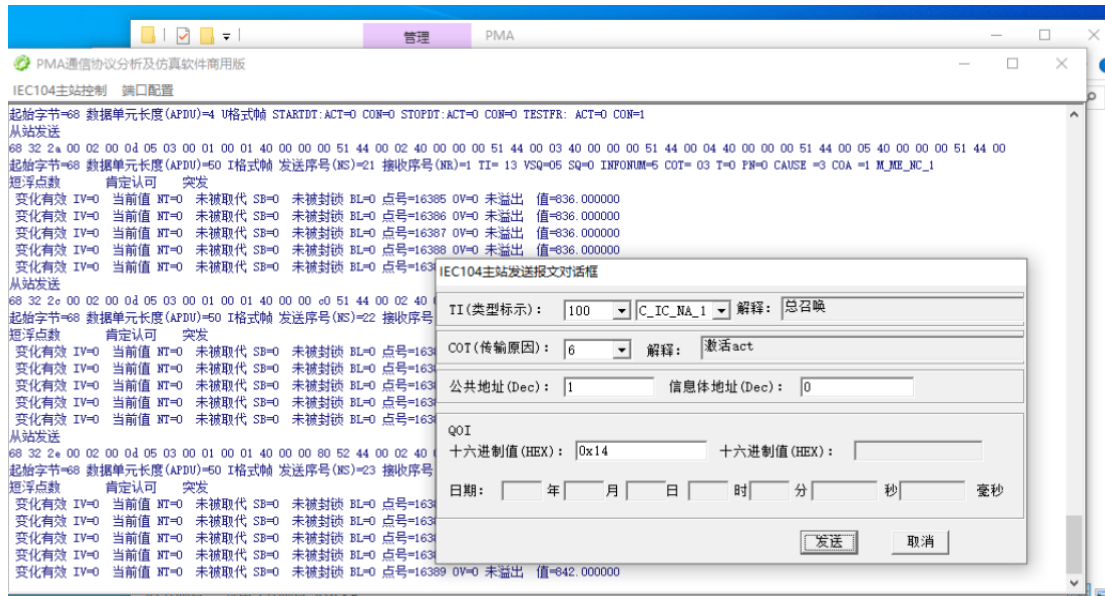 管理
PMA
PMA通信协议分析及仿真软件商用版
IEC104主站控制 端口配置
起始字节=68 数据单元长度(APDU)=4 U格式帧 STARTDT:ACT=0 CON=0 STOPDT:ACT=0 CON=0 TESTFR: ACT=0 CON=1
从站发送
68 32 2a 00 02 00 0d 05 03 00 01 00 01 40 00 00 00 51 44 00 02 40 00 00 00 51 44 00 03 40 00 00 00 51 44 00 04 40 00 00 00 51 44 00 05 40 00 00 00 51 44 00
起始字节=68 数据单元长度(APDU)=50 I格式帧 发送序号(NS)=21 接收序号(NR)=1 TI= 13 VSQ=05 SQ=0 INFONUM=5 COT= 03 T=0 PN=0 CAUSE =3 COA =1 M_ME_NC_1
短浮点数 肯定认可 突发
变化有效 IV=0 当前值 NT=0 未被取代 SB=0 未被封锁 BL=0 点号=16385 OV=0 未溢出 值=836.000000
变化有效 IV=0 当前值 NT=0 未被取代 SB=0 未被封锁 BL=0 点号=16386 OV=0 未溢出 值=836.000000
变化有效 IV=0 当前值 NT=0 未被取代 SB=0 未被封锁 BL=0 点号=16387 OV=0 未溢出 值=836.000000
变化有效 IV=0 当前值 NT=0 未被取代 SB=0 未被封锁 BL=0 点号=16388 OV=0 未溢出 值=836.000000
变化有效 IV=0 当前值 NT=0 未被取代 SB=0 未被封锁 BL=0 点号=163
从站发送
68 32 2c 00 02 00 0d 05 03 00 01 00 01 40 00 00 c0 51 44 00 02 40
起始字节=68 数据单元长度(APDU)=50 I格式帧 发送序号(NS)=22 接收序号
短浮点数 肯定认可 突发
变化有效 IV=0 当前值 NT=0 未被取代 SB=0 未被封锁 BL=0 点号=163
变化有效 IV=0 当前值 NT=0 未被取代 SB=0 未被封锁 BL=0 点号=163
变化有效 IV=0 当前值 NT=0 未被取代 SB=0 未被封锁 BL=0 点号=163
变化有效 IV=0 当前值 NT=0 未被取代 SB=0 未被封锁 BL=0 点号=163
变化有效 IV=0 当前值 NT=0 未被取代 SB=0 未被封锁 BL=0 点号=163
从站发送
68 32 2e 00 02 00 0d 05 03 00 01 00 01 40 00 00 80 52 44 00 02 40
起始字节=68 数据单元长度(APDU)=50 I格式帧 发送序号(NS)=23 接收序号
短浮点数 肯定认可 突发
变化有效 IV=0 当前值 NT=0 未被取代 SB=0 未被封锁 BL=0 点号=163
变化有效 IV=0 当前值 NT=0 未被取代 SB=0 未被封锁 BL=0 点号=163
变化有效 IV=0 当前值 NT=0 未被取代 SB=0 未被封锁 BL=0 点号=163
变化有效 IV=0 当前值 NT=0 未被取代 SB=0 未被封锁 BL=0 点号=163
变化有效 IV=0 当前值 NT=0 未被取代 SB=0 未被封锁 BL=0 点号=16389 OV=0 未溢出 值=842.000000
IEC104主站发送报文对话框
TI(类型标示): 100 C_IC_NA_1 解释: 总召唤
COT(传输原因): 6 解释: 激活act
公共地址(Dec): 1 信息体地址(Dec): 0
QOI
十六进制值(HEX): 0x14 十六进制值(HEX):
日期: 年 月 日 时 分 秒 毫秒
发送 取消